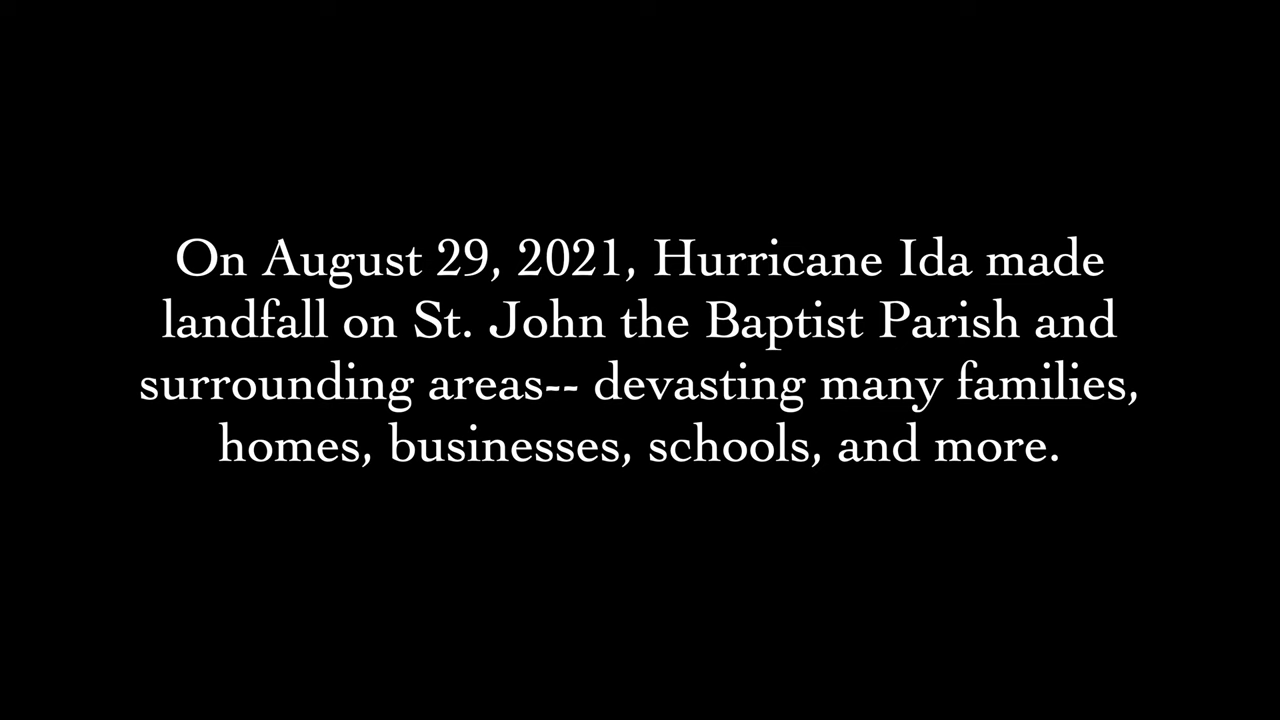 On August 29, 2021, Hurricane Ida made
landfall on St. John the Baptist Parish and
surrounding areas-- devasting many families,
homes, businesses, schools, and more.